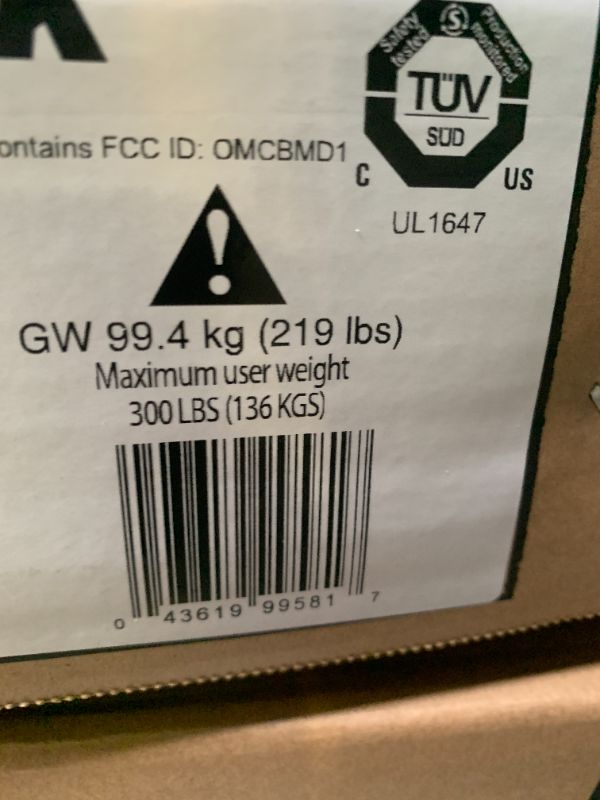 Safety tested
S
Production monitored
TÜV
SÜD
ontains FCC ID: OMCBMD1
C
US
UL1647
!
GW 99.4 kg (219 lbs)
Maximum user weight
300 LBS (136 KGS)
0 43619 99581 7